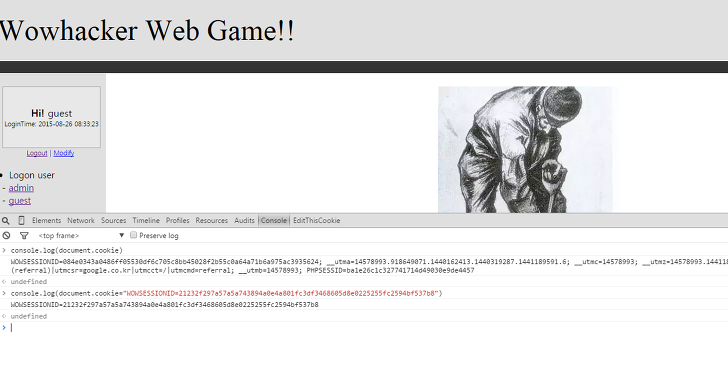 Wowhacker Web Game!!
Hi! guest
LoginTime: 2015-08-26 08:33:23
Logout | Modify
Logon user
- admin
- guest
Elements Network Sources Timeline Profiles Resources Audits Console EditThisCookie
<top frame> Preserve log
> console.log(document.cookie)
WOWSESSIONID=084e0343a0486ff05530df6c705c8bb45028f2b55c0a64a71b6a975ac3935624; __utma=14578993.918649071.1440162413.1440319287.1441189591.6; __utmc=14578993; __utmz=14578993.1441118
(referral)|utmcsr=google.co.kr|utmcct=/|utmcmd=referral; __utmb=14578993; PHPSESSID=ba1e26c1c327741714d49030e9de4457
undefined
> console.log(document.cookie="WOWSESSIONID=21232f297a57a5a743894a0e4a801fc3df3468605d8e0225255fc2594bf537b8")
WOWSESSIONID=21232f297a57a5a743894a0e4a801fc3df3468605d8e0225255fc2594bf537b8
undefined
>